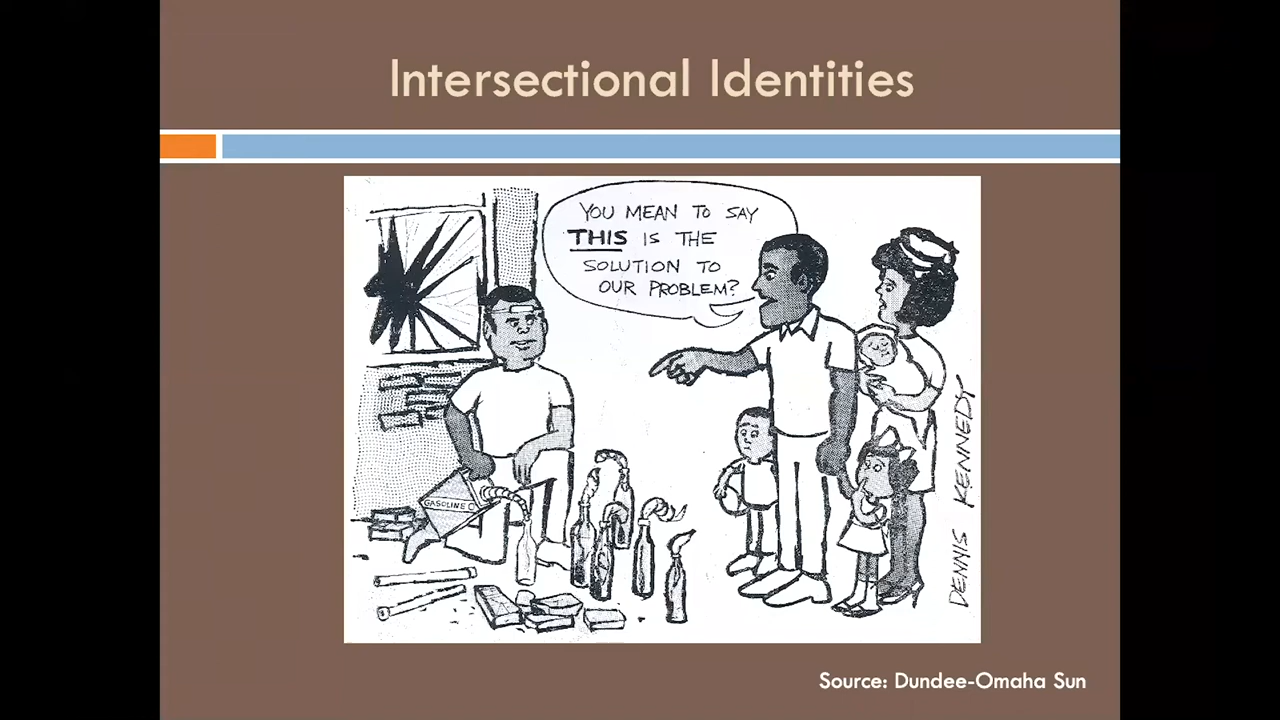 Intersectional Identities
YOU MEAN TO SAY
THIS IS THE
SOLUTION TO
OUR PROBLEM?
GASOLINE
DENNIS KENNEDY
Source: Dundee-Omaha Sun